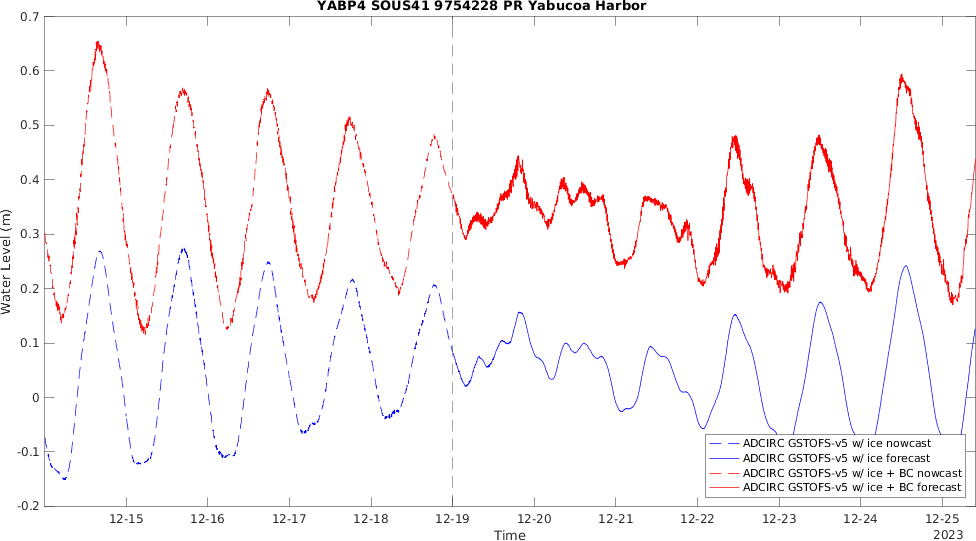 YABP4 SOUS41 9754228 PR Yabucoa Harbor
0.7
0.6
0.5
0.4
0.3
0.2
0.1
0
-0.1
-0.2
Water Level (m)
12-15 12-16 12-17 12-18 12-19 12-20 12-21 12-22 12-23 12-24 12-25
Time
2023
ADCIRC GSTOFS-v5 w/ ice nowcast
ADCIRC GSTOFS-v5 w/ ice forecast
ADCIRC GSTOFS-v5 w/ ice + BC nowcast
ADCIRC GSTOFS-v5 w/ ice + BC forecast